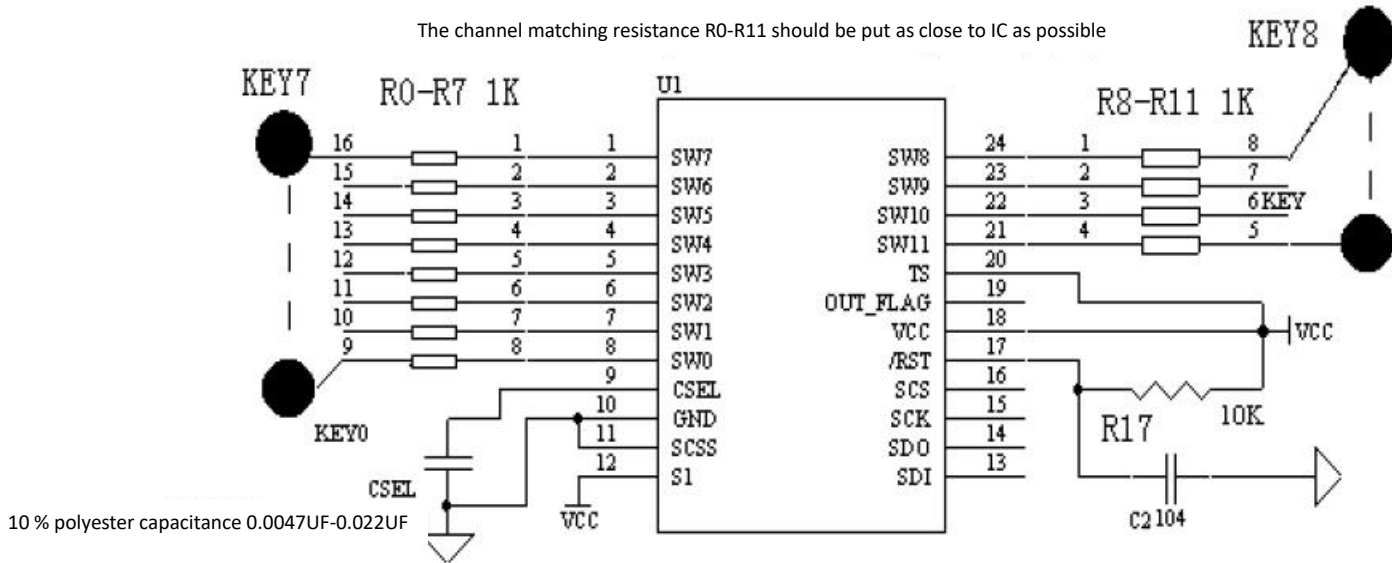 The channel matching resistance R0-R11 should be put as close to IC as possible
KEY8
KEY7
R0-R7 1K
U1
R8-R11 1K
16 1 1 SW7 SW8 24 1 8
15 2 2 SW6 SW9 23 2 7
14 3 3 SW5 SW10 22 3 6KEY
13 4 4 SW4 SW11 21 4 5
12 5 5 SW3 TS 20
11 6 6 SW2 OUT_FLAG 19
10 7 7 SW1 VCC 18 VCC
9 8 8 SW0 /RST 17
9 CSEL SCS 16
10 GND SCK 15
KEY0 R17 10K
11 SCSS SDO 14
12 S1 SDI 13
CSEL
VCC
C2 104
10 % polyester capacitance 0.0047UF-0.022UF